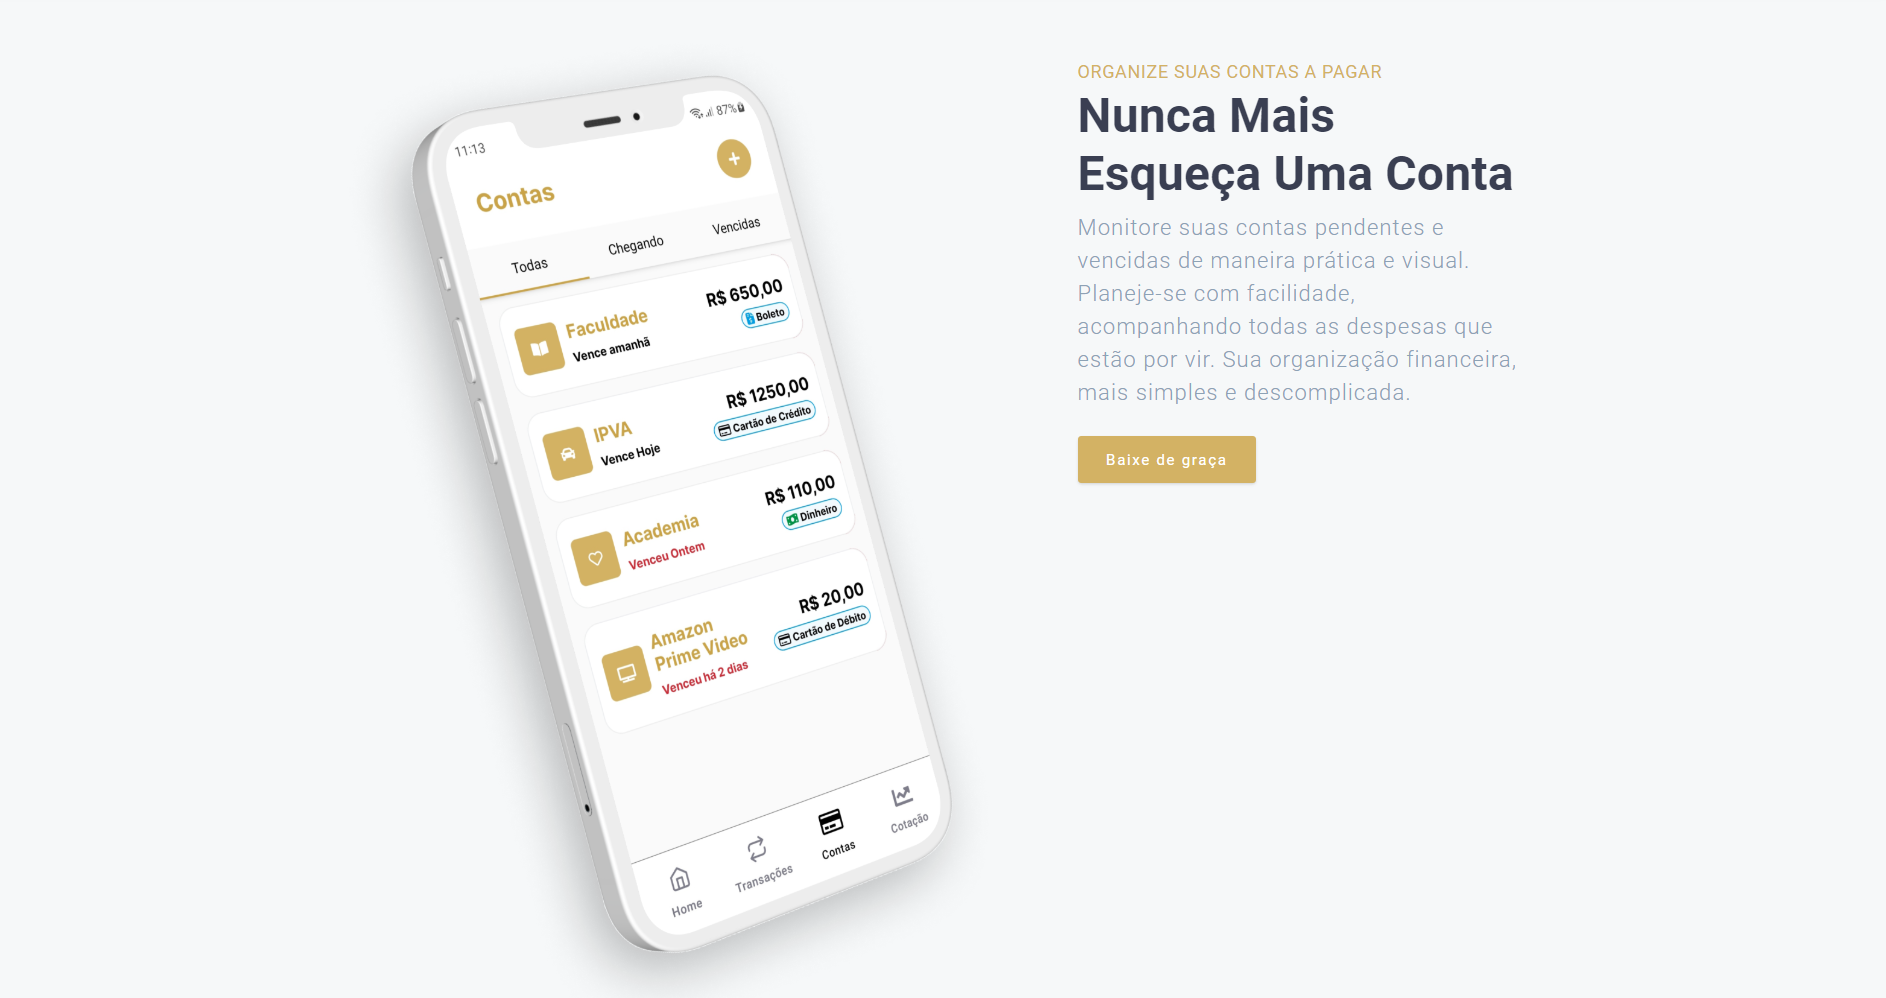 11:13
87%
Contas
Todas
Chegando
Vencidas
Faculdade
Vence amanhã
R$ 650,00
Boleto
IPVA
Vence Hoje
R$ 1250,00
Cartão de Crédito
Academia
Venceu Ontem
R$ 110,00
Dinheiro
Amazon
Prime Video
Venceu há 2 dias
R$ 20,00
Cartão de Débito
Home
Transações
Contas
Cotação
ORGANIZE SUAS CONTAS A PAGAR
Nunca Mais
Esqueça Uma Conta
Monitore suas contas pendentes e
vencidas de maneira prática e visual.
Planeje-se com facilidade,
acompanhando todas as despesas que
estão por vir. Sua organização financeira,
mais simples e descomplicada.
Baixe de graça